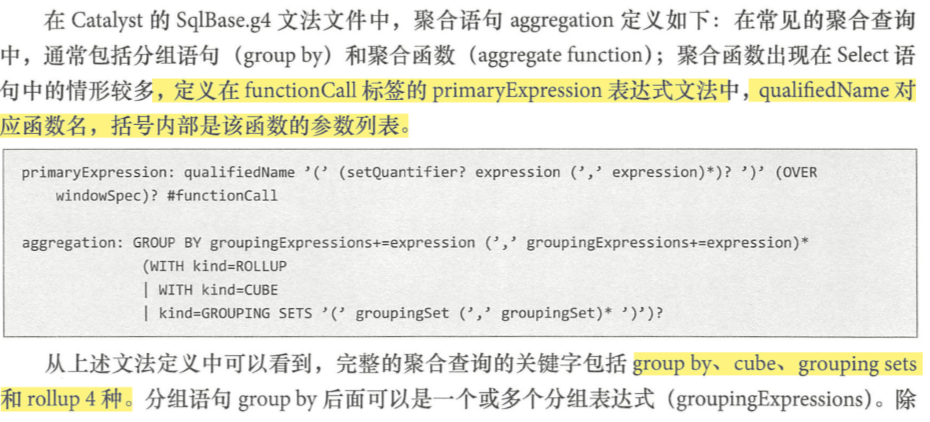 在 Catalyst 的 SqlBase.g4 文法文件中，聚合语句 aggregation 定义如下：在常见的聚合查询
中，通常包括分组语句（group by）和聚合函数（aggregate function）；聚合函数出现在 Select 语
句中的情形较多，定义在 functionCall 标签的 primaryExpression 表达式文法中，qualifiedName 对
应函数名，括号内部是该函数的参数列表。
primaryExpression: qualifiedName ’(’ (setQuantifier? expression (’,’ expression)*)? ’)’ (OVER
windowSpec)? #functionCall
aggregation: GROUP BY groupingExpressions+=expression (’,’ groupingExpressions+=expression)*
(WITH kind=ROLLUP
| WITH kind=CUBE
| kind=GROUPING SETS ’(’ groupingSet (’,’ groupingSet)* ’)’)?
从上述文法定义中可以看到，完整的聚合查询的关键字包括 group by、cube、grouping sets
和 rollup 4 种。分组语句 group by 后面可以是一个或多个分组表达式（groupingExpressions）。除